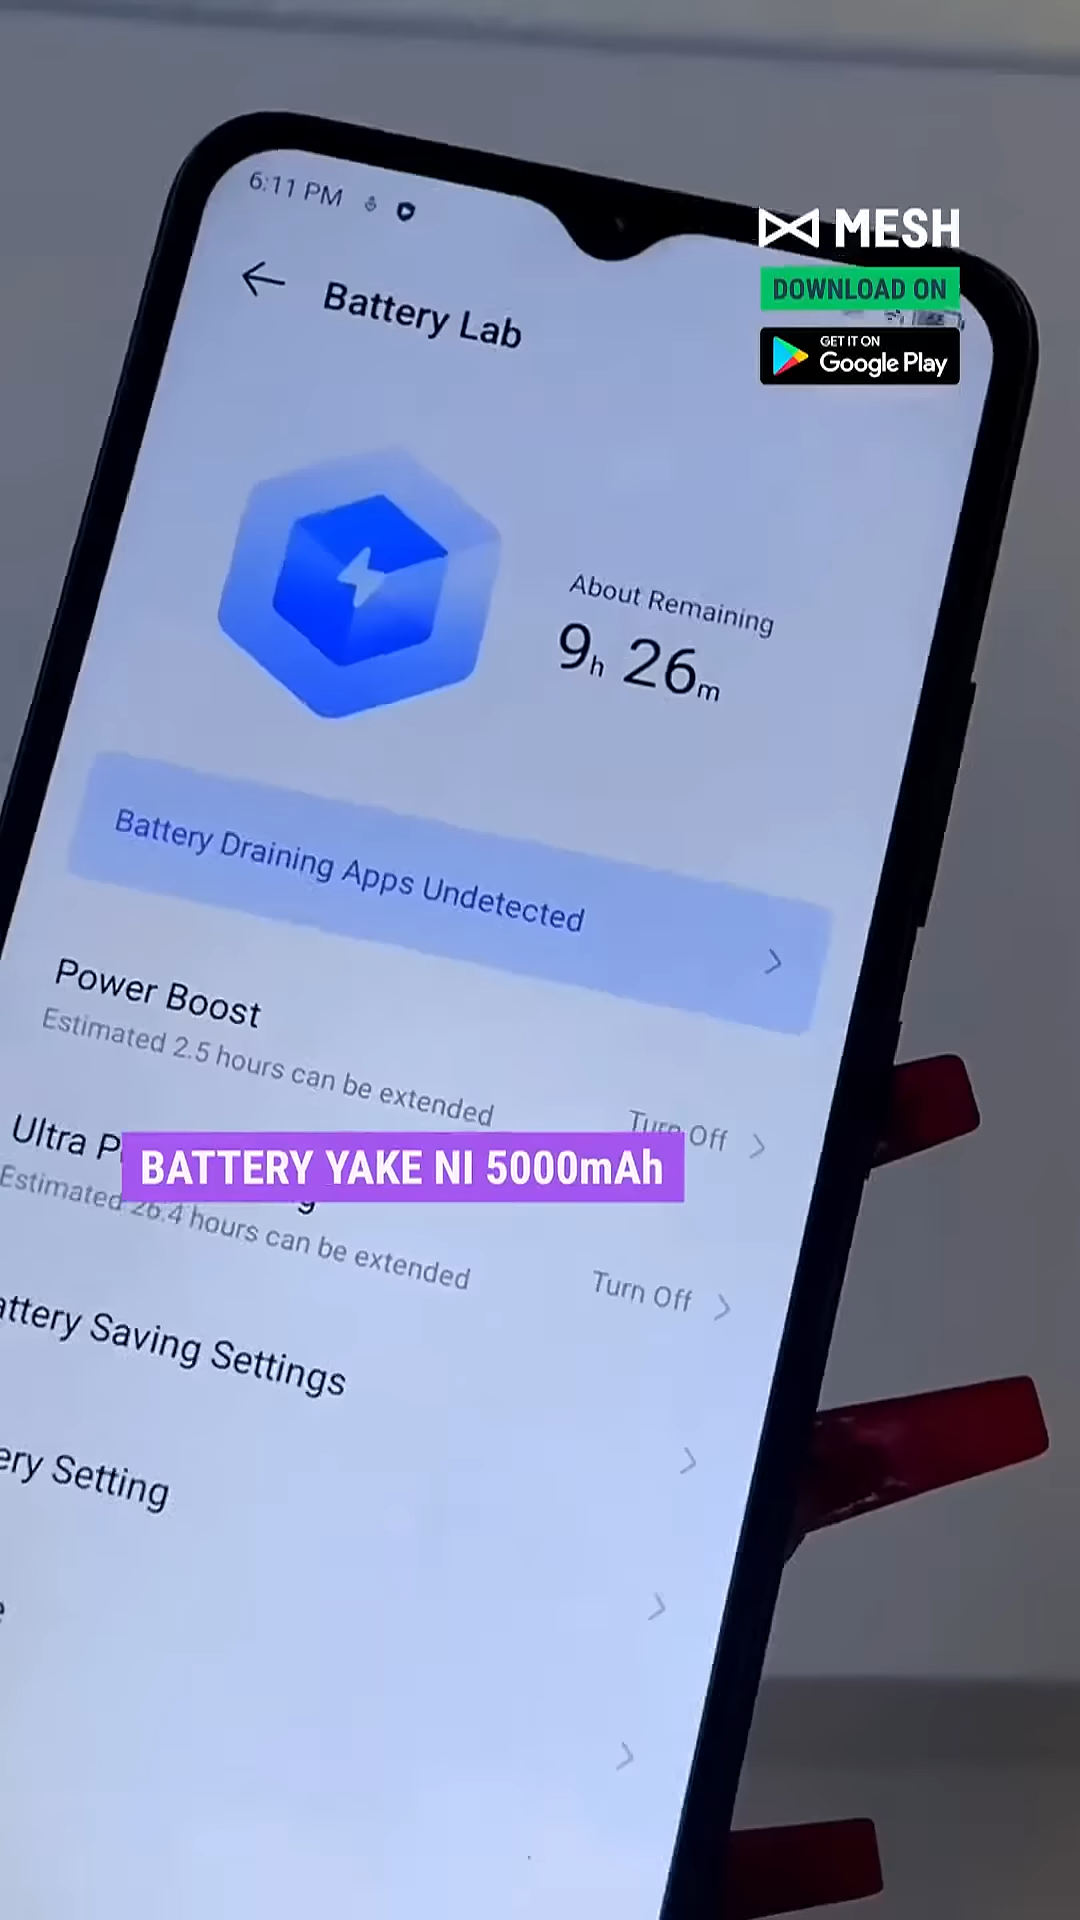 6:11 PM
MESH
DOWNLOAD ON
GET IT ON
Google Play
Battery Lab
About Remaining
9h 26m
Battery Draining Apps Undetected
Power Boost
Estimated 2.5 hours can be extended
Turn Off
Ultra P
BATTERY YAKE NI 5000mAh
Estimated 26.4 hours can be extended
Turn Off
attery Saving Settings
ery Setting